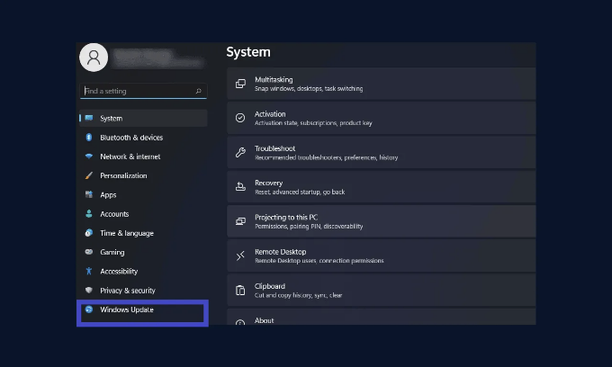 System
Find a setting
System
Bluetooth & devices
Network & internet
Personalization
Apps
Accounts
Time & language
Gaming
Accessibility
Privacy & security
Windows Update
Multitasking
Snap windows, desktops, task switching
Activation
Activation state, subscriptions, product key
Troubleshoot
Recommended troubleshooters, preferences, history
Recovery
Reset, advanced startup, go back
Projecting to this PC
Permissions, pairing PIN, discoverability
Remote Desktop
Remote Desktop users, connection permissions
Clipboard
Cut and copy history, sync, clear
About